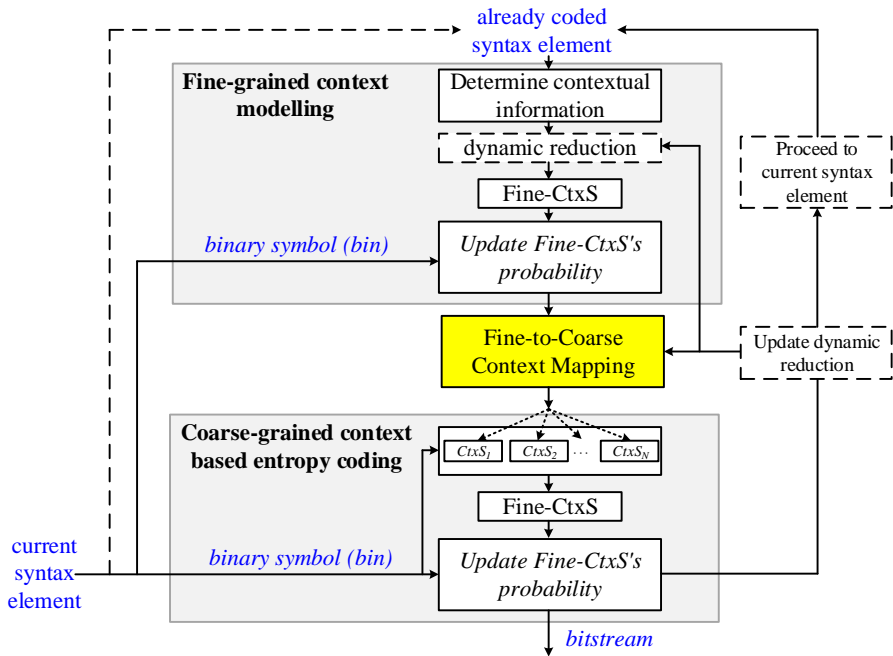 already coded
syntax element
Fine-grained context
modelling
Determine contextual
information
dynamic reduction
Fine-CtxS
binary symbol (bin)
Update Fine-CtxS's
probability
Proceed to
current syntax
element
Fine-to-Coarse
Context Mapping
Update dynamic
reduction
Coarse-grained context
based entropy coding
CtxS1 CtxS2 ... CtxSN
Fine-CtxS
current
syntax
element
binary symbol (bin)
Update Fine-CtxS's
probability
bitstream